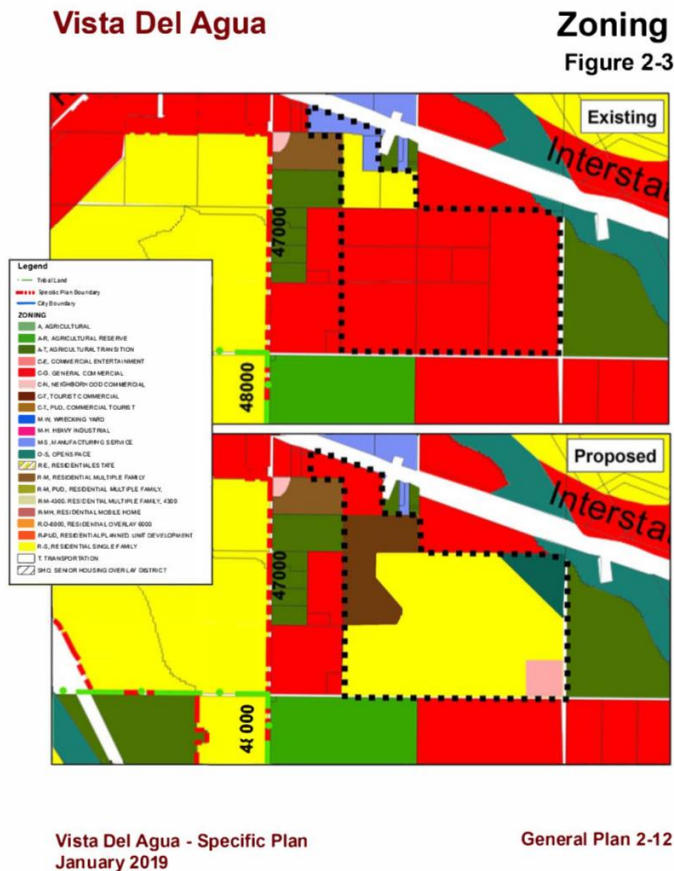 Vista Del Agua
Zoning
Figure 2-3
Existing
Interstat
47000
48000
Legend
Tribal Land
Specific Plan Boundary
City Boundary
ZONING
A, AGRICULTURAL
A-R, AGRICULTURAL RESERVE
A-T, AGRICULTURAL TRANSITION
C-E, COMMERCIAL ENTERTAINMENT
C-G, GENERAL COMMERCIAL
C-N, NEIGHBORHOOD COMMERCIAL
C-T, TOURIST COMMERCIAL
C-T, PUD, COMMERCIAL TOURIST
M-W, WRECKING YARD
M-H, HEAVY INDUSTRIAL
M-S, MANUFACTURING SERVICE
O-S, OPEN SPACE
R-E, RESIDENTIAL ESTATE
R-M, RESIDENTIAL MULTIPLE FAMILY
R-M, PUD, RESIDENTIAL MULTIPLE FAMILY,
R-M-4300, RESIDENTIAL MULTIPLE FAMILY, 4300
R-MH, RESIDENTIAL MOBILE HOME
R-O-6000, RESIDENTIAL OVERLAY 6000
R-PUD, RESIDENTIAL PLANNED UNIT DEVELOPMENT
R-S, RESIDENTIAL SINGLE FAMILY
T, TRANSPORTATION
SHO, SENIOR HOUSING OVERLAY DISTRICT
Proposed
Interstat
47000
48000
Vista Del Agua - Specific Plan
January 2019
General Plan 2-12